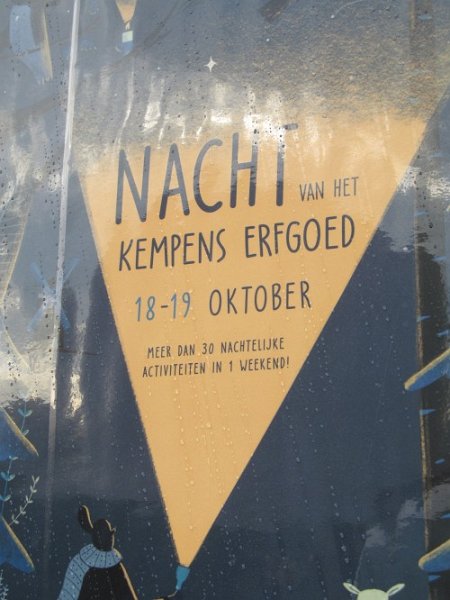 NACHT VAN HET
KEMPENS ERFGOED
18-19 OKTOBER
MEER DAN 30 NACHTELIJKE
ACTIVITEITEN IN 1 WEEKEND!